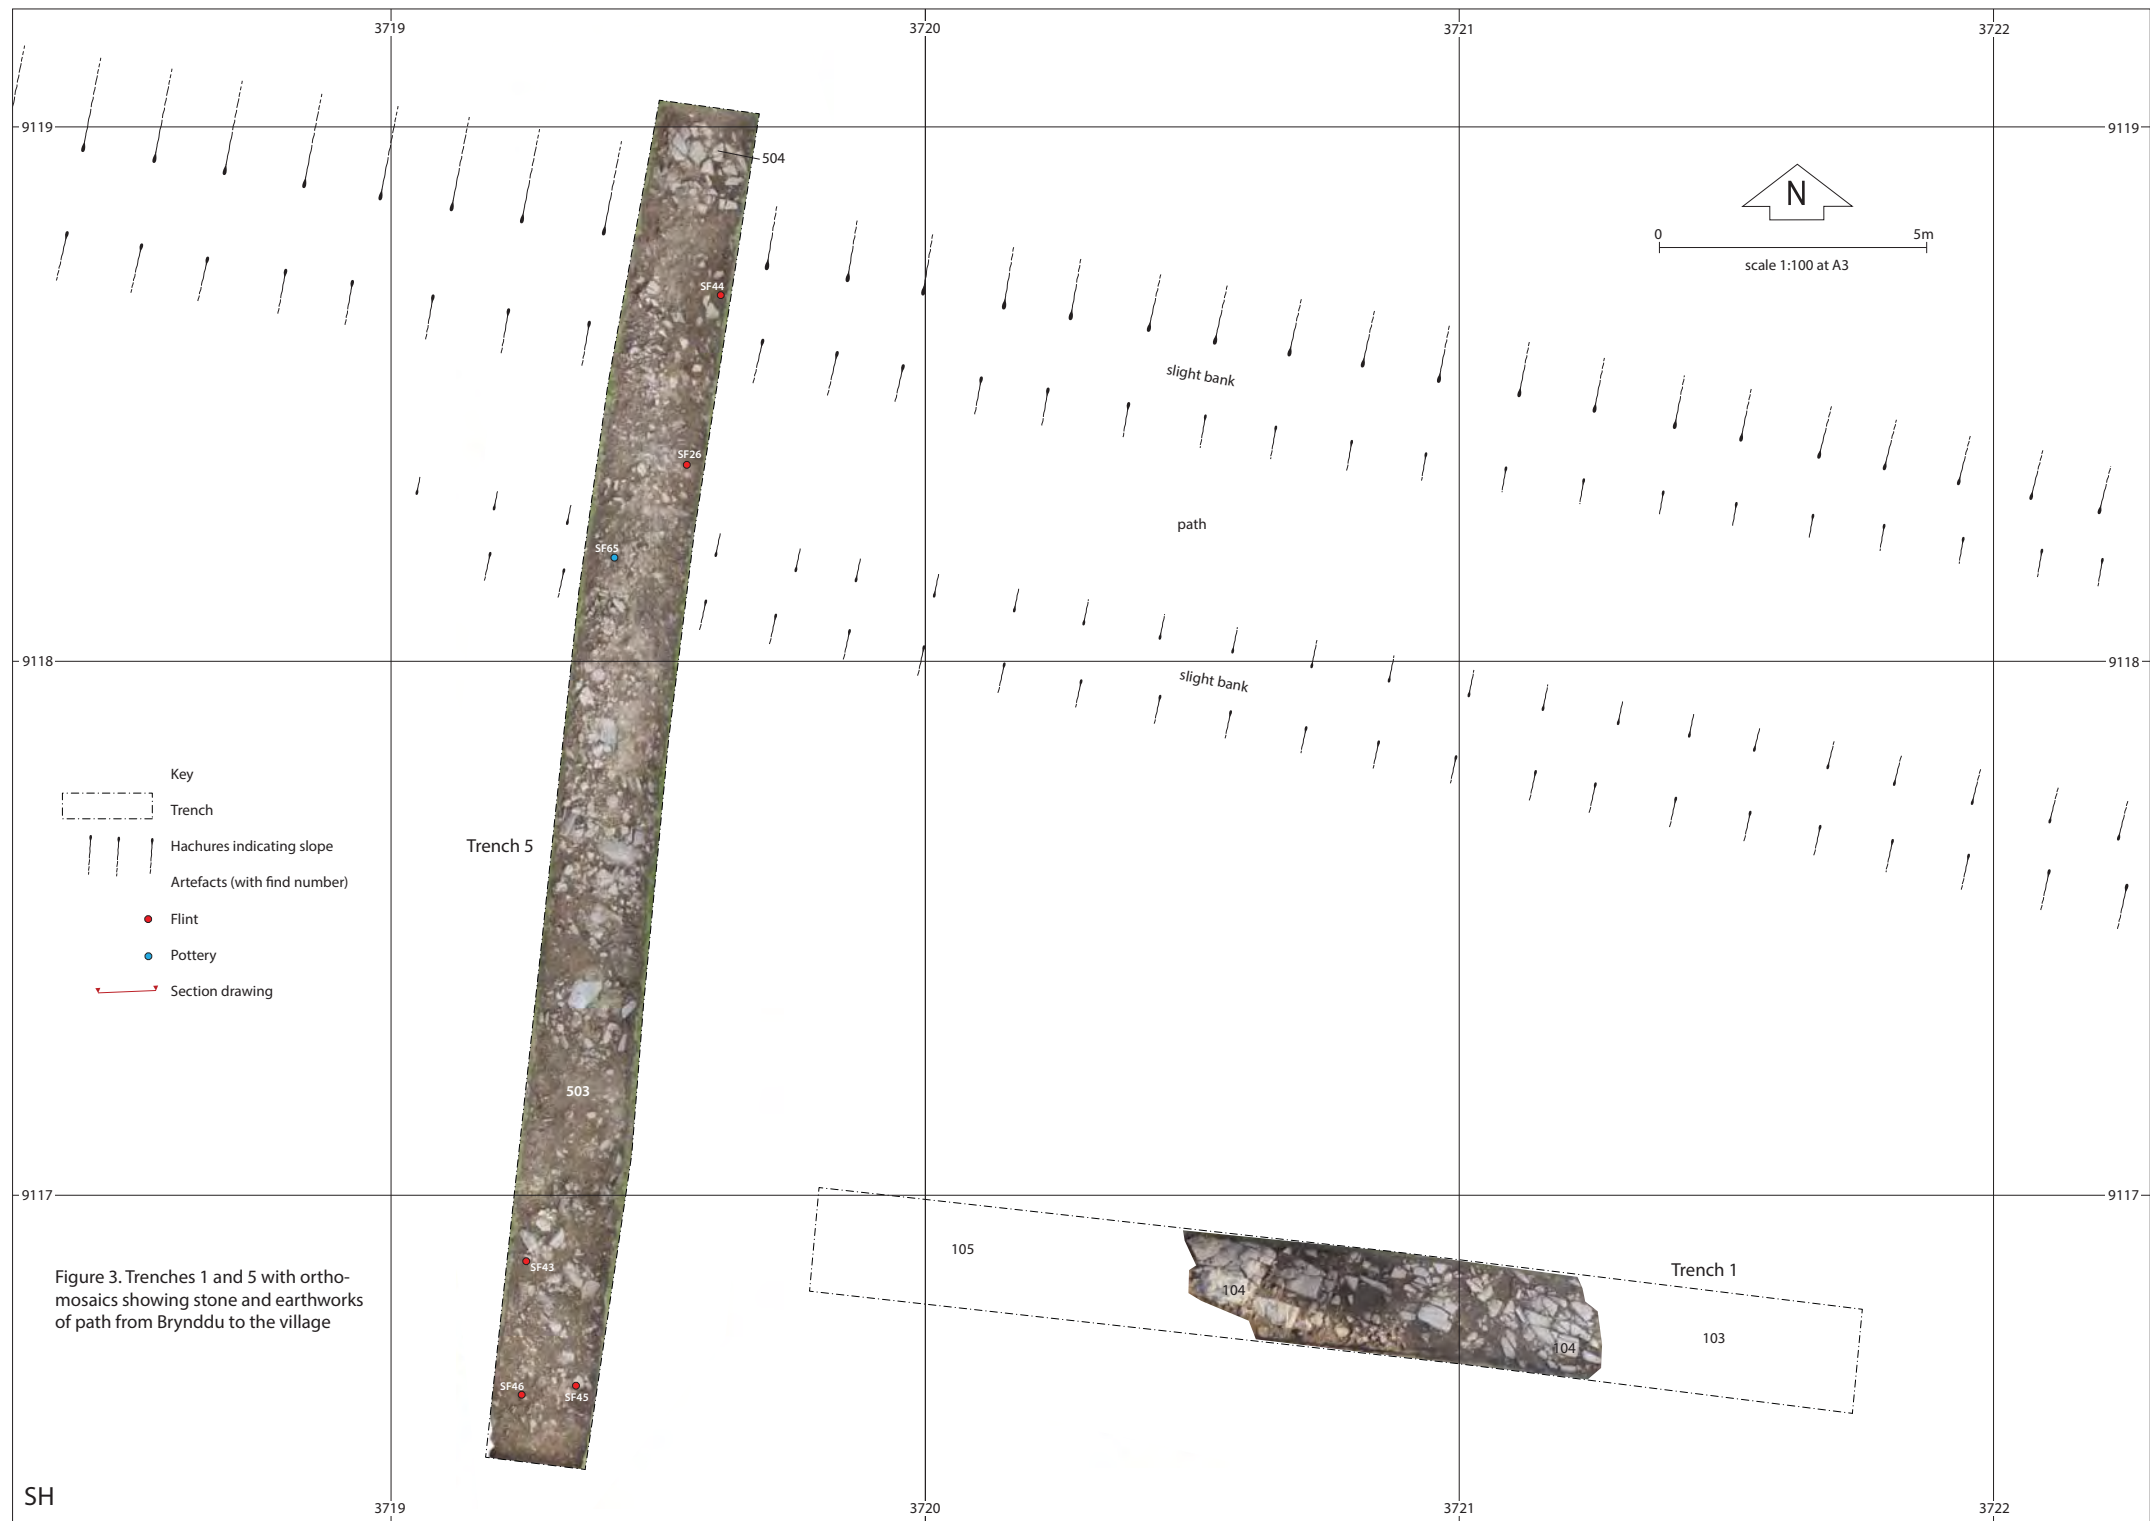 3719
3720
3721
3722
9119
9119
504
N
0
5m
scale 1:100 at A3
SF44
slight bank
SF26
path
SF65
9118
9118
slight bank
Key
Trench
Trench 5
Hachures indicating slope
Artefacts (with find number)
Flint
Pottery
Section drawing
503
9117
9117
105
SF43
Trench 1
Figure 3. Trenches 1 and 5 with ortho-
mosaics showing stone and earthworks
of path from Brynddu to the village
104
103
104
SF46
SF45
SH
3719
3720
3721
3722